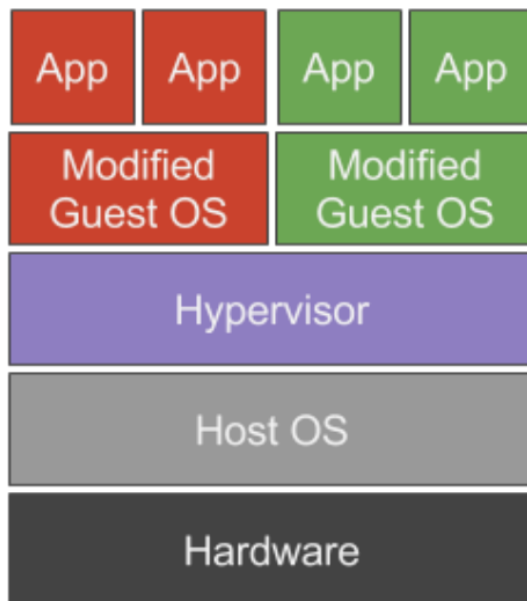 App App App App
Modified Modified
Guest OS Guest OS
Hypervisor
Host OS
Hardware